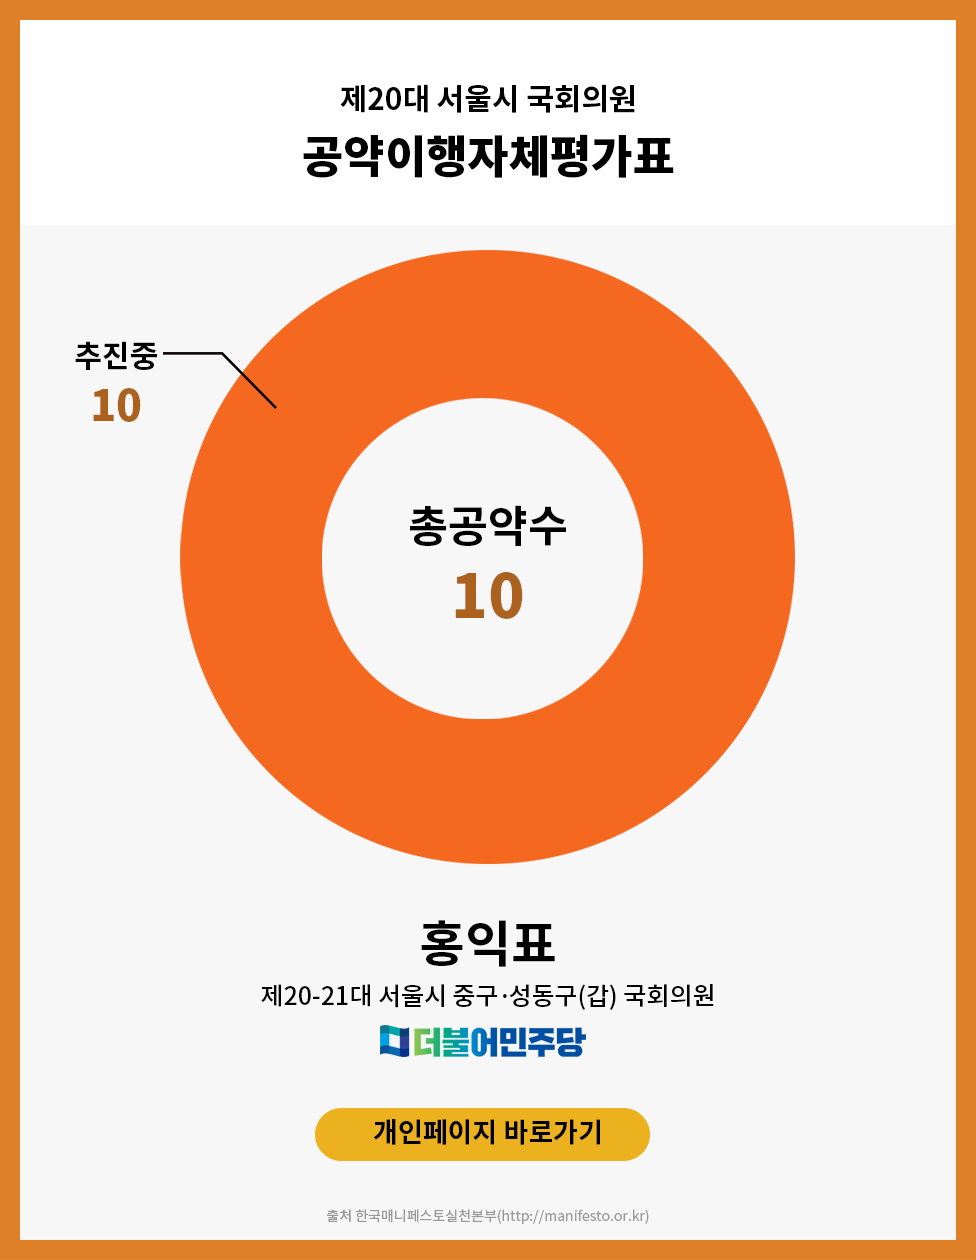 제20대 서울시 국회의원
공약이행자체평가표
추진중
10
총공약수
10
홍익표
제20-21대 서울시 중구·성동구(갑) 국회의원
더불어민주당
개인페이지 바로가기
출처 한국매니페스토실천본부(http://manifesto.or.kr)